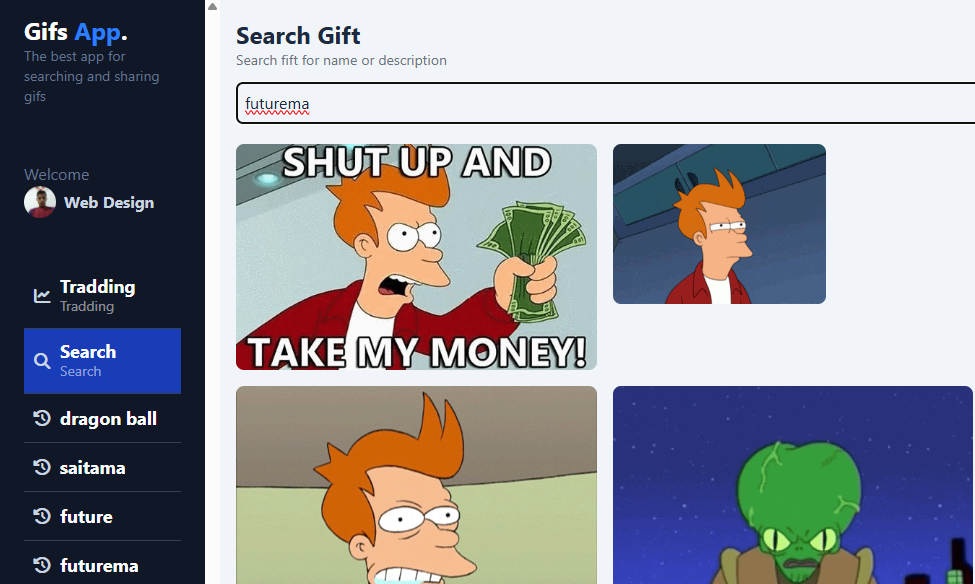 Gifs App.
The best app for
searching and sharing
gifs
Welcome
Web Design
Tradding
Tradding
Search
Search
dragon ball
saitama
future
futurema
Search Gift
Search fift for name or description
futurema
SHUT UP AND
TAKE MY MONEY!